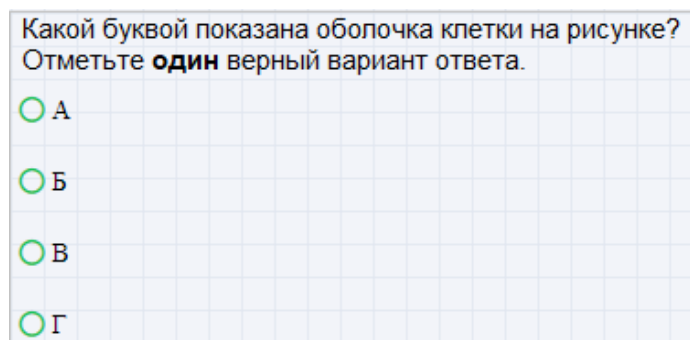 Какой буквой показана оболочка клетки на рисунке?
Отметьте один верный вариант ответа.
А
Б
В
Г